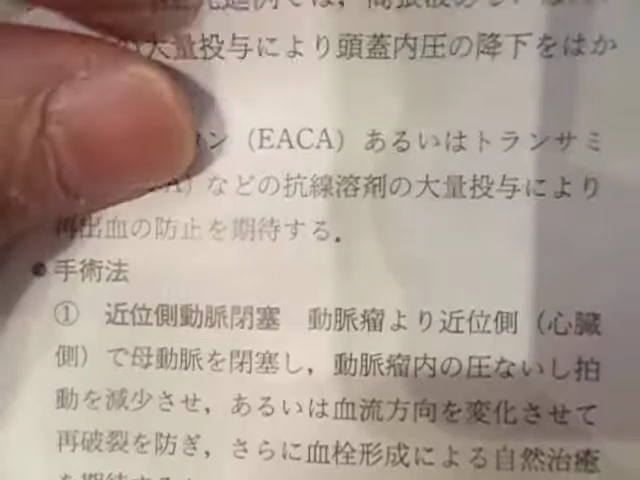 大量投与により頭蓋内圧の降下をはか
ン（EACA）あるいはトランサミ
A）などの抗線溶剤の大量投与により
再出血の防止を期待する．
● 手術法
① 近位側動脈閉塞　動脈瘤より近位側（心臓
側）で母動脈を閉塞し，動脈瘤内の圧ないし拍
動を減少させ，あるいは血流方向を変化させて
再破裂を防ぎ，さらに血栓形成による自然治癒